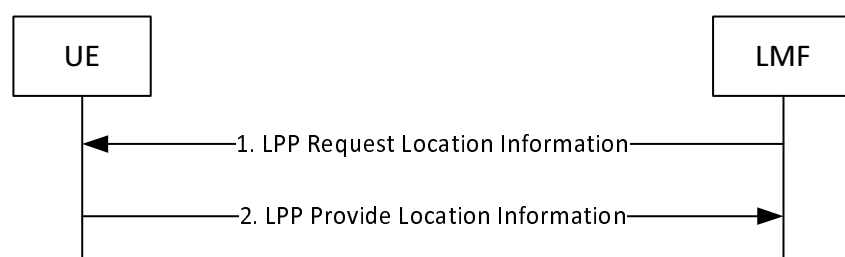 UE
LMF
1. LPP Request Location Information
2. LPP Provide Location Information